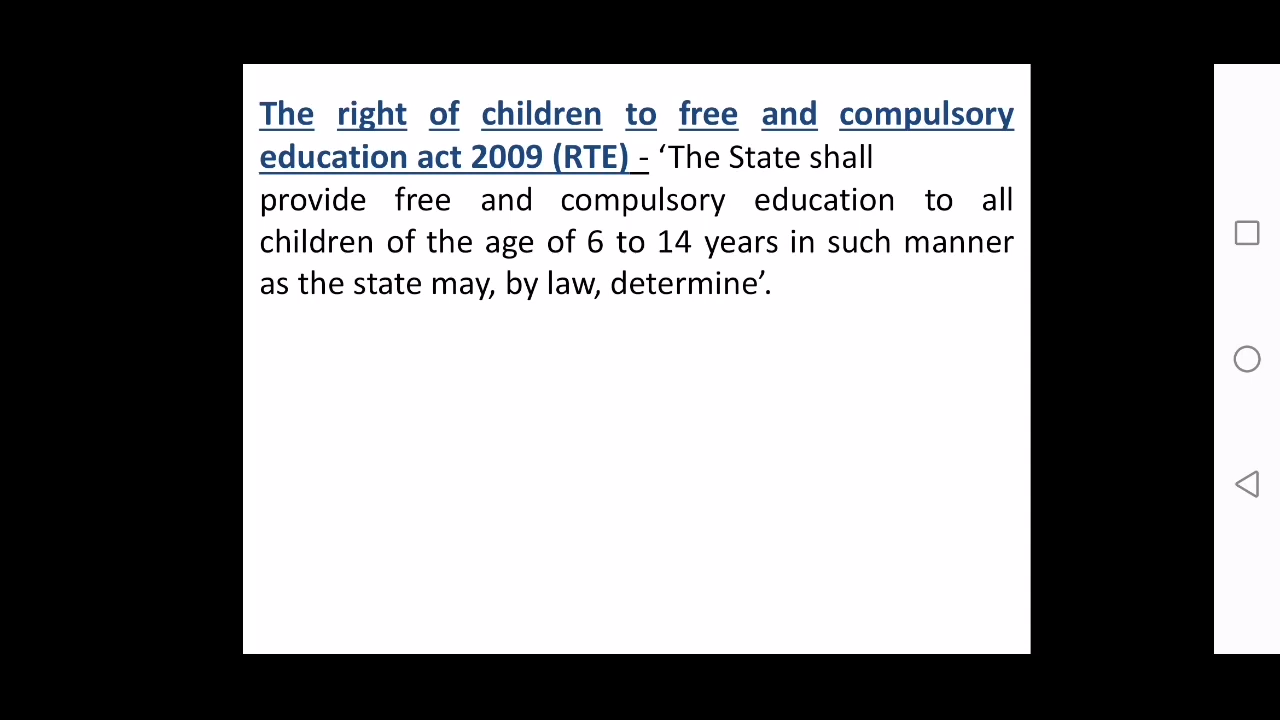 The right of children to free and compulsory
education act 2009 (RTE) - ‘The State shall
provide free and compulsory education to all
children of the age of 6 to 14 years in such manner
as the state may, by law, determine’.